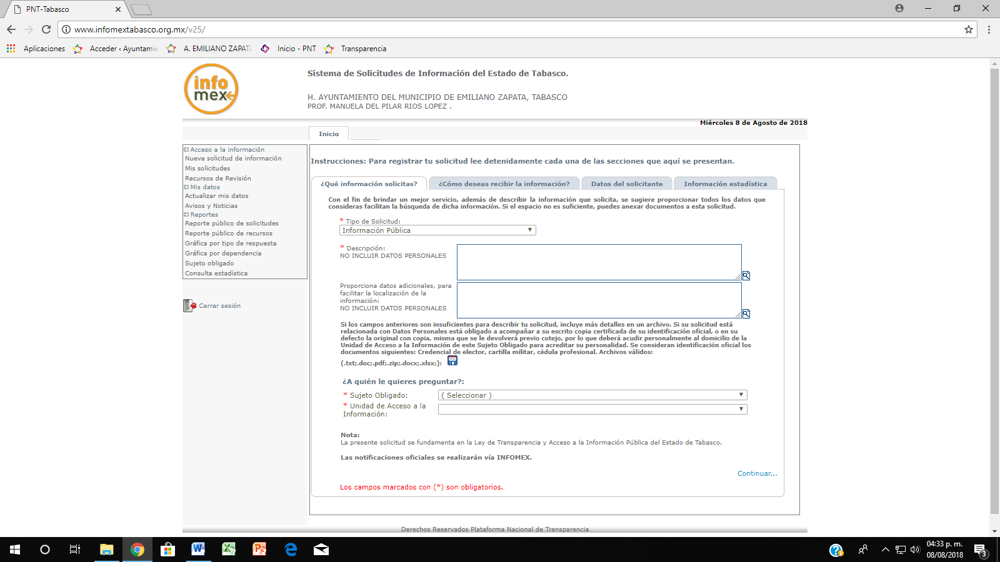 PNT-Tabasco
www.infomextabasco.org.mx/v25/
Aplicaciones
Acceder ‹ Ayuntamie
A. EMILIANO ZAPATA
Inicio - PNT
Transparencia
info
mex
Sistema de Solicitudes de Información del Estado de Tabasco.
H. AYUNTAMIENTO DEL MUNICIPIO DE EMILIANO ZAPATA, TABASCO
PROF. MANUELA DEL PILAR RIOS LOPEZ .
Miércoles 8 de Agosto de 2018
Inicio
Acceso a la información
Nueva solicitud de información
Mis solicitudes
Recursos de Revisión
Mis datos
Actualizar mis datos
Avisos y Noticias
Reportes
Reporte público de solicitudes
Reporte público de recursos
Gráfica por tipo de respuesta
Gráfica por dependencia
Sujeto obligado
Consulta estadística
Cerrar sesión
Instrucciones: Para registrar tu solicitud lee detenidamente cada una de las secciones que aquí se presentan.
¿Qué información solicitas?
¿Cómo deseas recibir la información?
Datos del solicitante
Información estadística
Con el fin de brindar un mejor servicio, además de describir la información que solicita, se sugiere proporcionar todos los datos que
consideras facilitan la búsqueda de dicha información. Si el espacio no es suficiente, puedes anexar documentos a esta solicitud.
* Tipo de Solicitud:
Información Pública
* Descripción:
NO INCLUIR DATOS PERSONALES
Proporciona datos adicionales, para
facilitar la localización de la
información:
NO INCLUIR DATOS PERSONALES
Si los campos anteriores son insuficientes para describir tu solicitud, incluye más detalles en un archivo. Si su solicitud está
relacionada con Datos Personales está obligado a acompañar a su escrito copia certificada de su identificación oficial, o en su
defecto la original con copia, misma que se le devolverá previo cotejo, por lo que deberá acudir personalmente al domicilio de la
Unidad de Acceso a la Información de este Sujeto Obligado para acreditar su personalidad. Se consideran identificación oficial los
documentos siguientes: Credencial de elector, cartilla militar, cédula profesional. Archivos válidos:
(.txt;.doc;.pdf;.zip;.docx;.xlsx;):
¿A quién le quieres preguntar?:
* Sujeto Obligado:
( Seleccionar )
* Unidad de Acceso a la
Información:
Nota:
La presente solicitud se fundamenta en la Ley de Transparencia y Acceso a la Información Pública del Estado de Tabasco.
Las notificaciones oficiales se realizarán vía INFOMEX.
Continuar...
Los campos marcados con (*) son obligatorios.
Derechos Reservados Plataforma Nacional de Transparencia
04:33 p. m.
08/08/2018
3